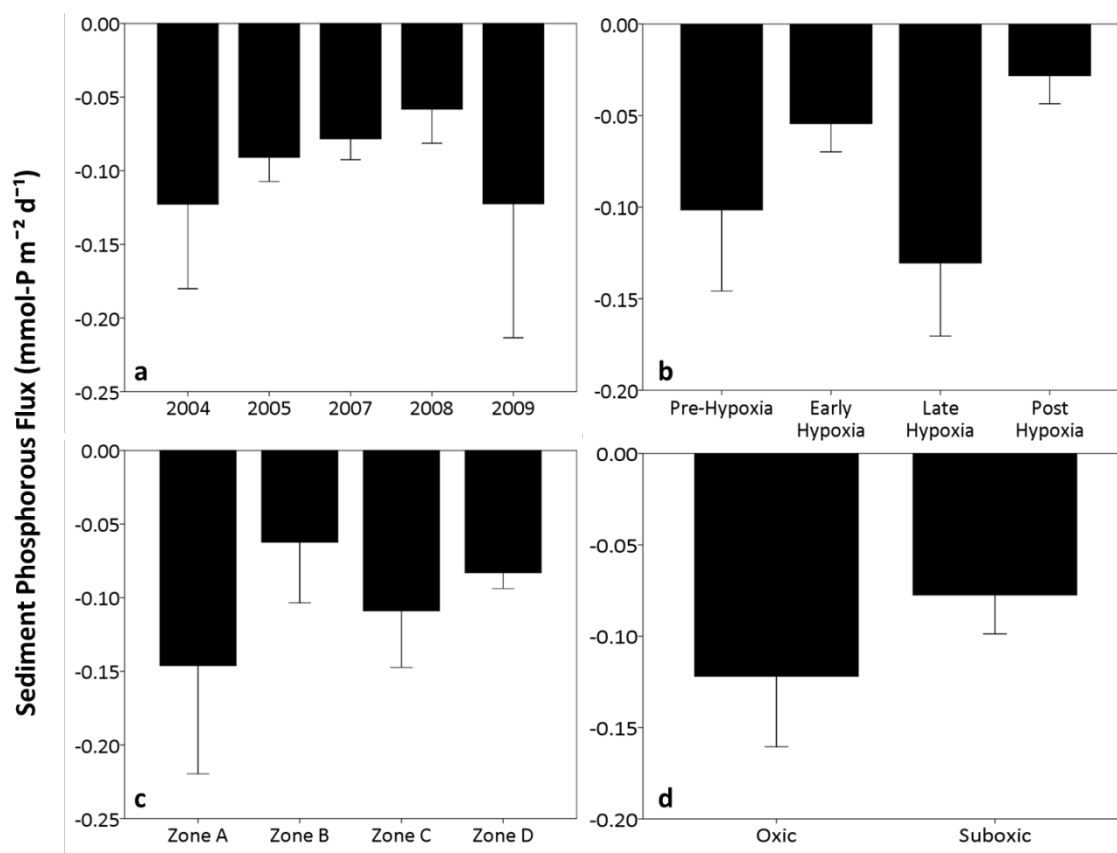 Sediment Phosphorous Flux (mmol-P m⁻² d⁻¹)
0.00
-0.05
-0.10
-0.15
-0.20
-0.25
a
2004 2005 2007 2008 2009
0.00
-0.05
-0.10
-0.15
-0.20
b
Pre-Hypoxia Early Late Post
Hypoxia Hypoxia Hypoxia
0.00
-0.05
-0.10
-0.15
-0.20
-0.25
c
Zone A Zone B Zone C Zone D
0.00
-0.05
-0.10
-0.15
-0.20
d
Oxic Suboxic